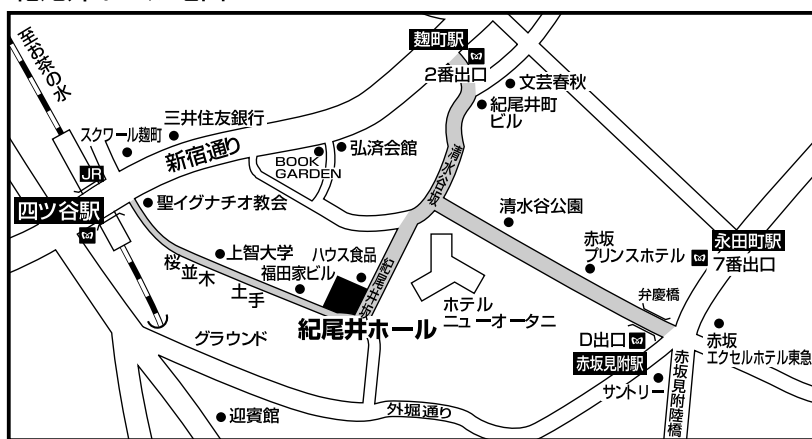 至お茶の水
麹町駅
2番出口
文芸春秋
紀尾井町
ビル
三井住友銀行
スクワール麹町
新宿通り
BOOK
GARDEN
弘済会館
清水谷坂
JR
四ツ谷駅
聖イグナチオ教会
清水谷公園
永田町駅
7番出口
赤坂
プリンスホテル
上智大学
ハウス食品
福田家ビル
桜並木
土手
紀尾井坂
ホテル
ニューオータニ
弁慶橋
紀尾井ホール
グラウンド
D出口
赤坂見附駅
赤坂
エクセルホテル東急
サントリー
赤坂見附陸橋
外堀通り
迎賓館